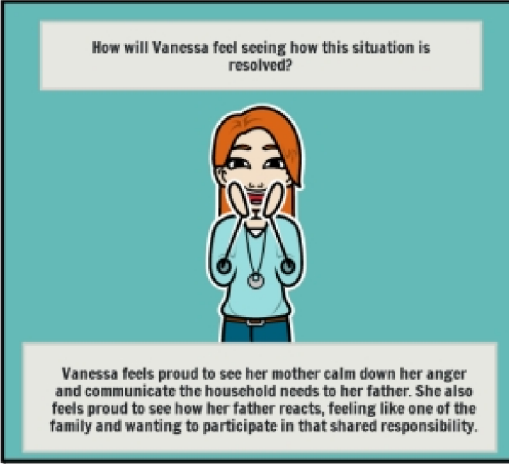 How will Vanessa feel seeing how this situation is
resolved?
Vanessa feels proud to see her mother calm down her anger
and communicate the household needs to her father. She also
feels proud to see how her father reacts, feeling like one of the
family and wanting to participate in that shared responsibility.